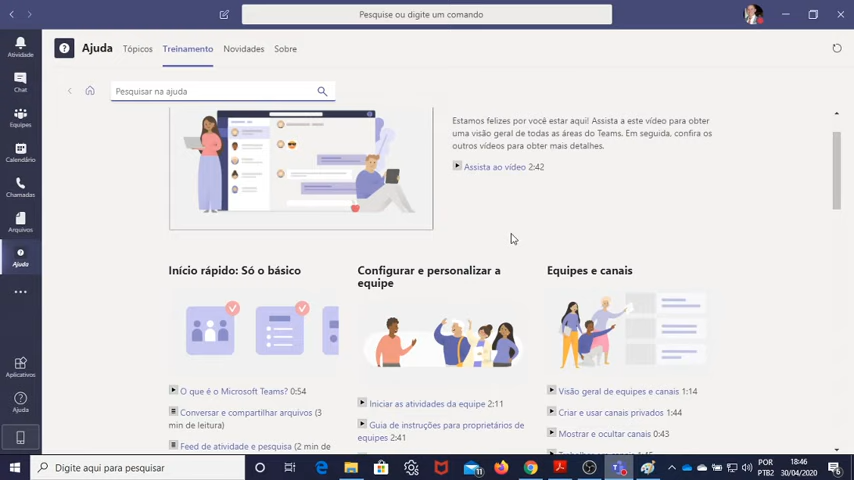 Pesquise ou digite um comando
Atividade
Chat
Equipes
Calendário
Chamadas
Arquivos
Ajuda
Aplicativos
Ajuda
Ajuda
Tópicos
Treinamento
Novidades
Sobre
Pesquisar na ajuda
Estamos felizes por você estar aqui! Assista a este vídeo para obter
uma visão geral de todas as áreas do Teams. Em seguida, confira os
outros vídeos para obter mais detalhes.
Assista ao vídeo 2:42
Início rápido: Só o básico
O que é o Microsoft Teams? 0:54
Conversar e compartilhar arquivos (3
min de leitura)
Feed de atividade e pesquisa (2 min de
Configurar e personalizar a
equipe
Iniciar as atividades da equipe 2:11
Guia de instruções para proprietários de
equipes 2:41
Equipes e canais
Visão geral de equipes e canais 1:14
Criar e usar canais privados 1:44
Mostrar e ocultar canais 0:43
Digite aqui para pesquisar
11
POR
PTB2
18:46
30/04/2020